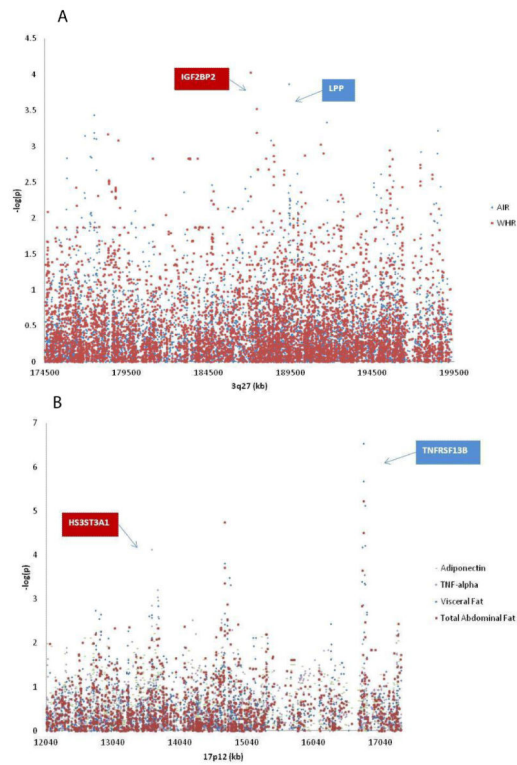 A
4.5
4
3.5
3
2.5
2
1.5
1
0.5
0
-log(p)
IGF2BP2
LPP
AIR
WHR
174500 179500 184500 189500 194500 199500
3q27 (kb)
B
7
6
5
4
3
2
1
0
-log(p)
TNFRSF13B
HS3ST3A1
Adiponectin
TNF-alpha
Visceral Fat
Total Abdominal Fat
12040 13040 14040 15040 16040 17040
17p12 (kb)